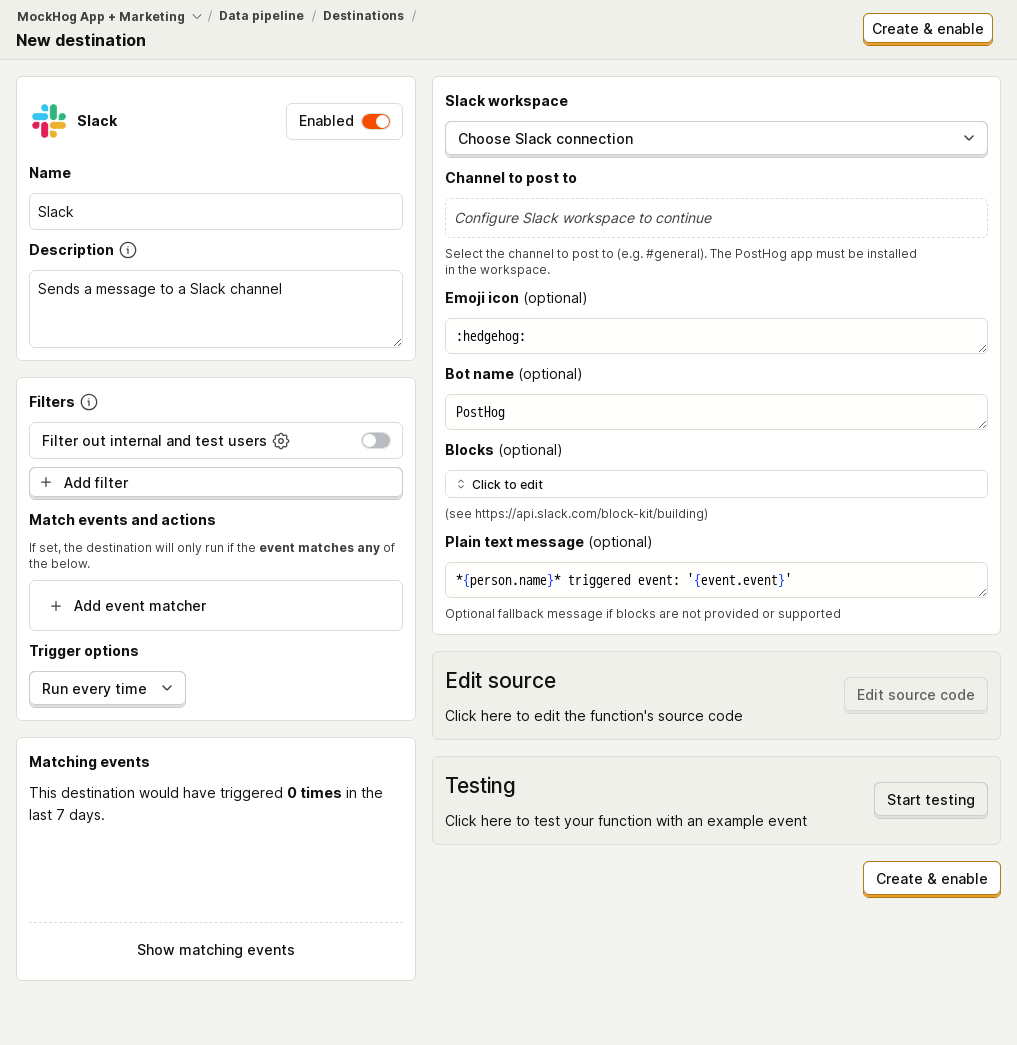 MockHog App + Marketing / Data pipeline / Destinations /
New destination
Create & enable
Slack
Enabled
Name
Slack
Description
Sends a message to a Slack channel
Filters
Filter out internal and test users
Add filter
Match events and actions
If set, the destination will only run if the event matches any of
the below.
Add event matcher
Trigger options
Run every time
Matching events
This destination would have triggered 0 times in the
last 7 days.
Show matching events
Slack workspace
Choose Slack connection
Channel to post to
Configure Slack workspace to continue
Select the channel to post to (e.g. #general). The PostHog app must be installed
in the workspace.
Emoji icon (optional)
:hedgehog:
Bot name (optional)
PostHog
Blocks (optional)
Click to edit
(see https://api.slack.com/block-kit/building)
Plain text message (optional)
*{person.name}* triggered event: '{event.event}'
Optional fallback message if blocks are not provided or supported
Edit source
Click here to edit the function's source code
Edit source code
Testing
Click here to test your function with an example event
Start testing
Create & enable